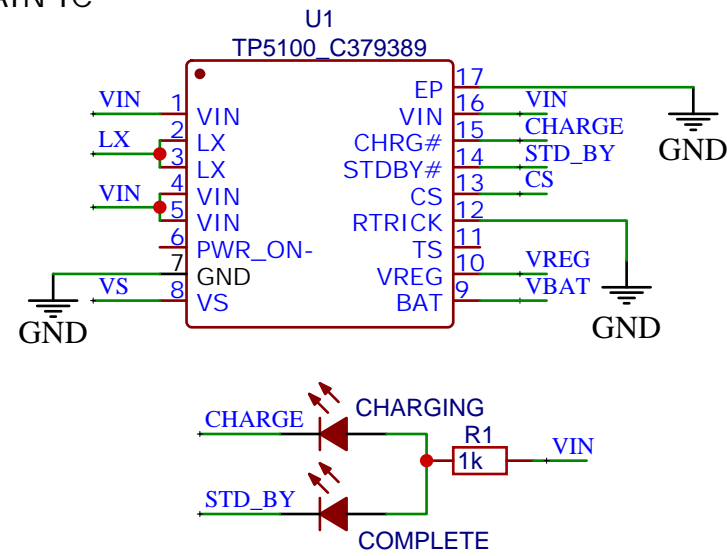 U1
TP5100_C379389
EP 17
VIN 1 VIN
VIN 16 VIN
LX 2 LX
CHRG# 15 CHARGE
3 LX
STDBY# 14 STD_BY
VIN 4 VIN
CS 13 CS
5 VIN
RTRICK 12
6 PWR_ON-
TS 11
7 GND
VREG 10 VREG
VS 8 VS
BAT 9 VBAT
GND
GND
GND
CHARGE
CHARGING
R1
1k
VIN
STD_BY
COMPLETE